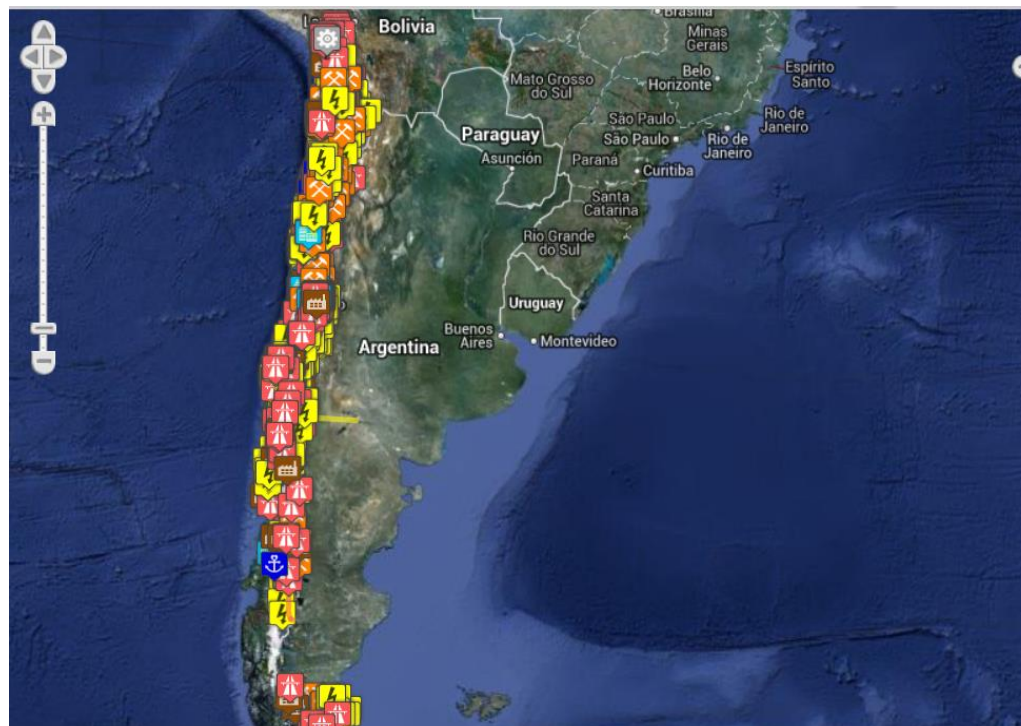 Brasília
Bolivia
Minas
Gerais
Belo
Horizonte
Espírito
Santo
Mato Grosso
do Sul
Rio de
Janeiro
São Paulo
Paraguay
São Paulo
Rio de
Janeiro
Asunción
Paraná
Curitiba
Santa
Catarina
Rio Grande
do Sul
Uruguay
Buenos
Aires
Montevideo
Argentina